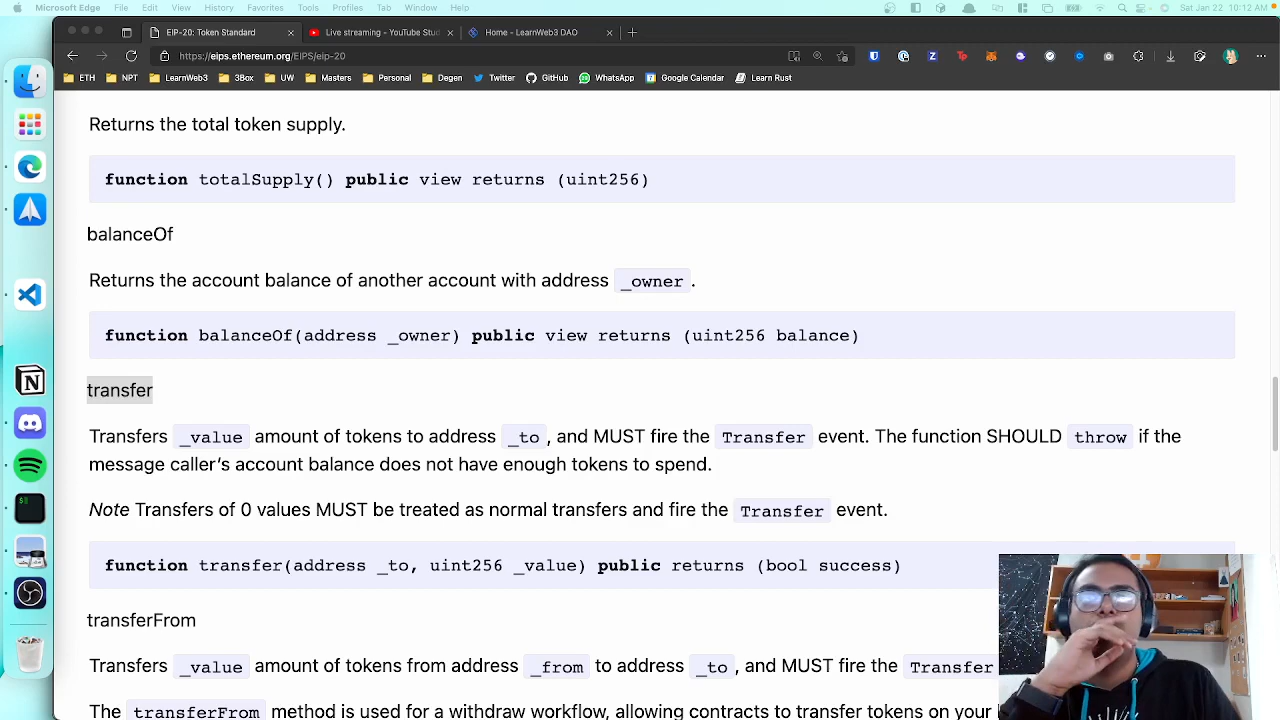 Microsoft Edge File Edit View History Favorites Tools Profiles Tab Window Help Sat Jan 22 10:12 AM
EIP-20: Token Standard Live streaming - YouTube Stud Home - LearnWeb3 DAO
https://eips.ethereum.org/EIPS/eip-20
ETH NPT LearnWeb3 3Box UW Masters Personal Degen Twitter GitHub WhatsApp Google Calendar Learn Rust
Returns the total token supply.
function totalSupply() public view returns (uint256)
balanceOf
Returns the account balance of another account with address _owner.
function balanceOf(address _owner) public view returns (uint256 balance)
transfer
Transfers _value amount of tokens to address _to, and MUST fire the Transfer event. The function SHOULD throw if the
message caller's account balance does not have enough tokens to spend.
Note Transfers of 0 values MUST be treated as normal transfers and fire the Transfer event.
function transfer(address _to, uint256 _value) public returns (bool success)
transferFrom
Transfers _value amount of tokens from address _from to address _to, and MUST fire the Transfer
The transferFrom method is used for a withdraw workflow, allowing contracts to transfer tokens on your